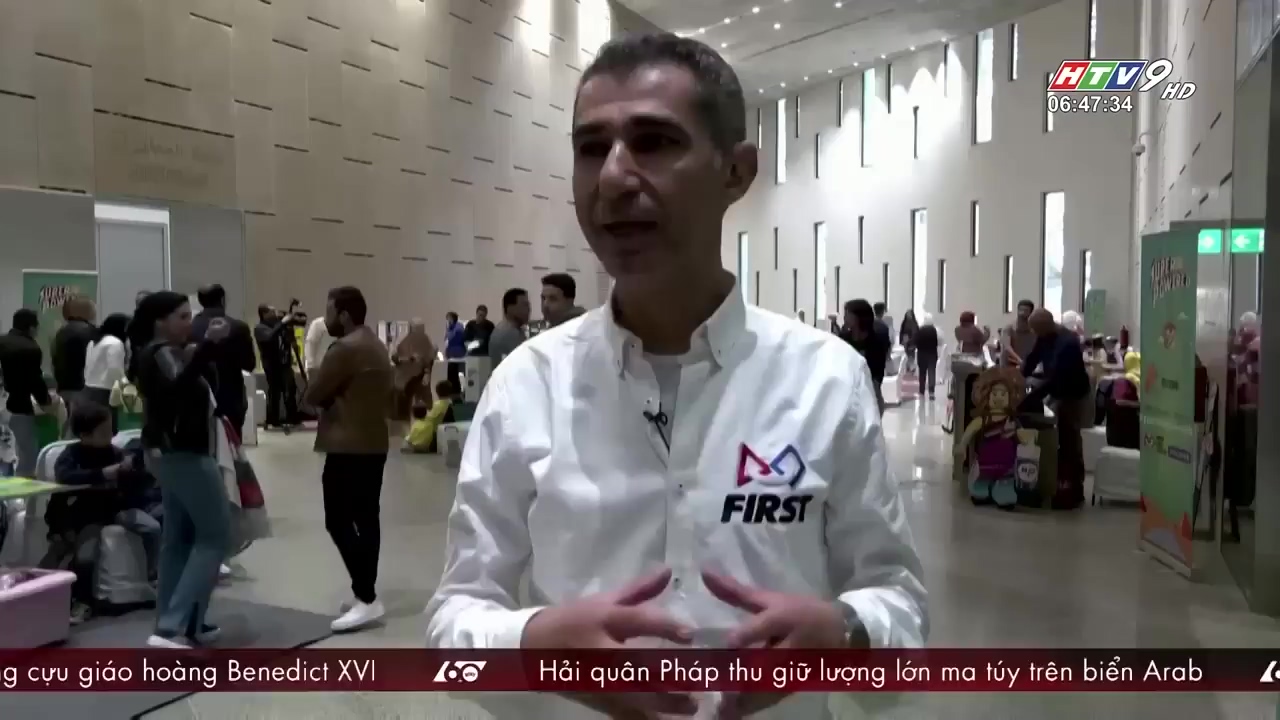 HTV9 HD
06:47:34
FIRST
g cựu giáo hoàng Benedict XVI
Hải quân Pháp thu giữ lượng lớn ma túy trên biển Arab